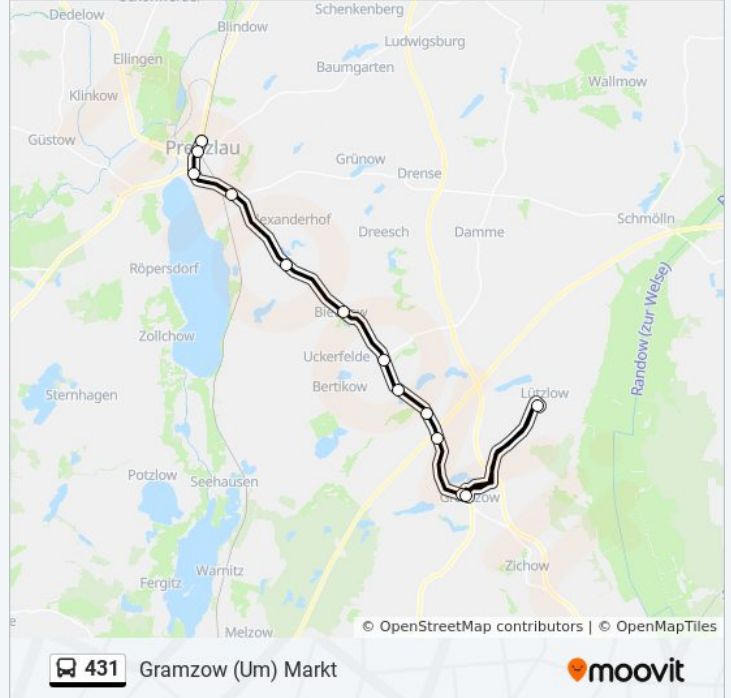 Schenkenberg
Dedelow
Blindow
Ludwigsburg
Ellingen
Baumgarten
Wallmow
Klinkow
Güstow
Grünow
Drense
Schmölln
Dreesch
Damme
Röpersdorf
Randow (zur Welse)
Zollchow
Uckerfelde
Bertikow
Sternhagen
Lützlow
Potzlow
Seehausen
Zichow
Warnitz
Fergitz
Melzow
© OpenStreetMap contributors | © OpenMapTiles
431 Gramzow (Um) Markt
moovit